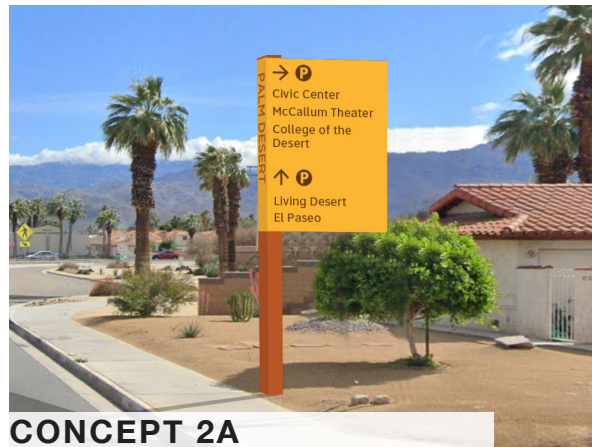 PALM DESERT
→ P
Civic Center
McCallum Theater
College of the
Desert
↑ P
Living Desert
El Paseo
CONCEPT 2A